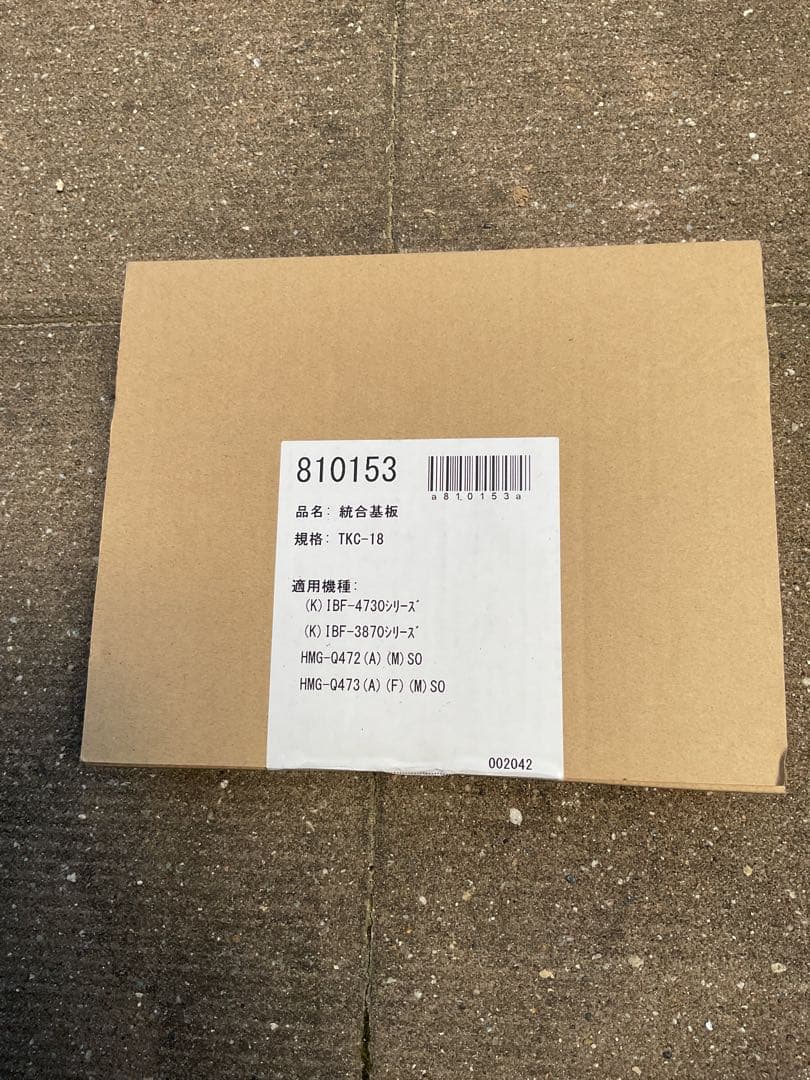 810153
a810153a
品名: 統合基板
規格: TKC-18
適用機種:
(K)IBF-4730ｼﾘｰｽﾞ
(K)IBF-3870ｼﾘｰｽﾞ
HMG-Q472(A)(M)SO
HMG-Q473(A)(F)(M)SO
002042